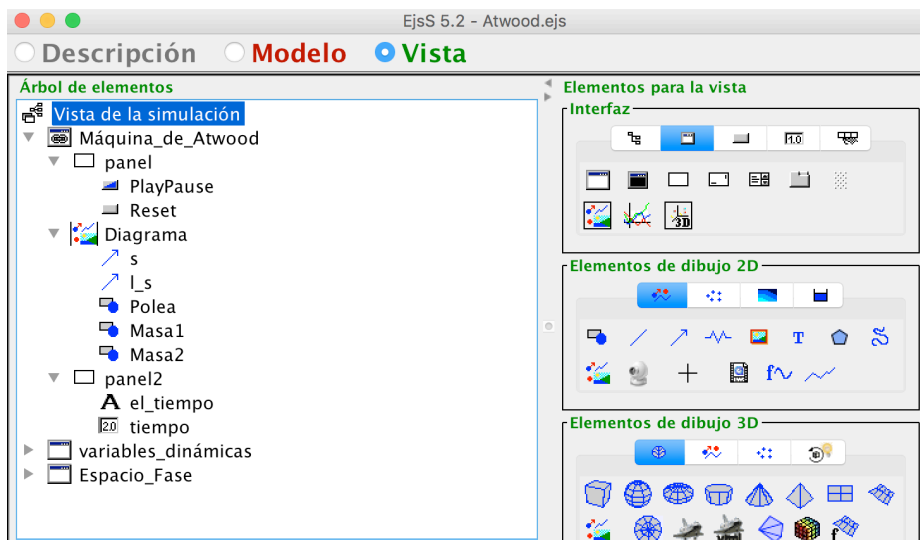 EjsS 5.2 - Atwood.ejs
Descripción Modelo Vista
Árbol de elementos
Vista de la simulación
Máquina_de_Atwood
panel
PlayPause
Reset
Diagrama
s
l_s
Polea
Masa1
Masa2
panel2
A el_tiempo
2.0 tiempo
variables_dinámicas
Espacio_Fase
Elementos para la vista
Interfaz
1.0
3D
Elementos de dibujo 2D
T
f
Elementos de dibujo 3D
f